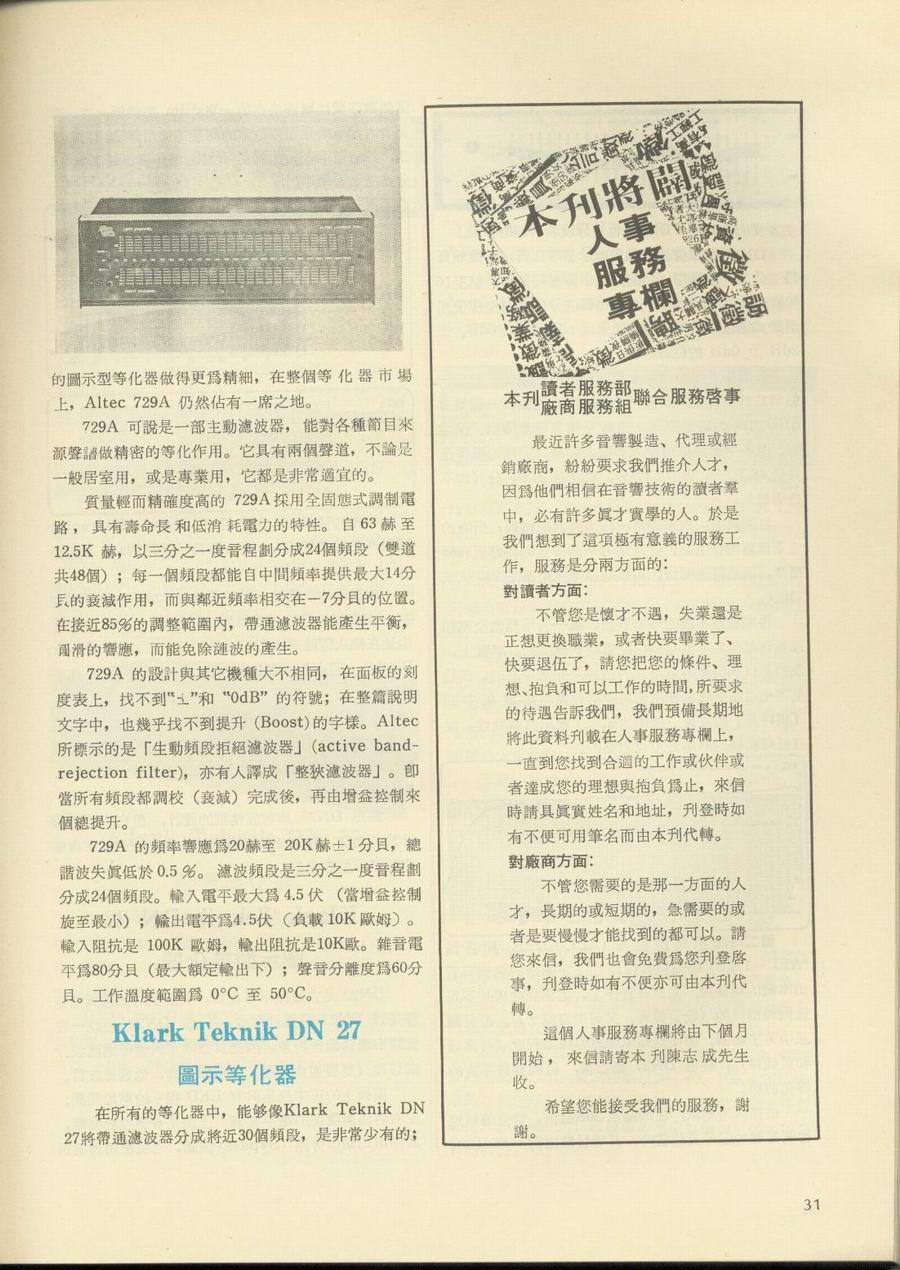 的圖示型等化器做得更爲精細，在整個等化器市場
上，Altec 729A 仍然佔有一席之地。
729A 可說是一部主動濾波器，能對各種節目來
源聲譜做精密的等化作用。它具有兩個聲道，不論是
一般居室用，或是專業用，它都是非常適宜的。
質量輕而精確度高的 729A採用全固態式調制電
路，具有壽命長和低消耗電力的特性。自 63 赫至
12.5K 赫，以三分之一度音程劃分成24個頻段（雙道
共48個）；每一個頻段都能自中間頻率提供最大14分
貝的衰減作用，而與鄰近頻率相交在－7分貝的位置。
在接近85％的調整範圍內，帶通濾波器能產生平衡，
圓滑的響應，而能免除漣波的產生。
729A 的設計與其它機種大不相同，在面板的刻
度表上，找不到“＋”和 “0dB” 的符號；在整篇說明
文字中，也幾乎找不到提升 (Boost)的字樣。Altec
所標示的是「生動頻段拒絕濾波器」(active band-
rejection filter)，亦有人譯成「整狹濾波器」。卽
當所有頻段都調校（衰減）完成後，再由增益控制來
個總提升。
729A 的頻率響應爲20赫至 20K赫±1分貝，總
諧波失眞低於 0.5 ％。濾波頻段是三分之一度音程劃
分成24個頻段。輸入電平最大爲 4.5 伏（當增益控制
旋至最小）；輸出電平爲4.5伏（負載 10K 歐姆）。
輸入阻抗是 100K 歐姆，輸出阻抗是10K歐。雜音電
平爲80分貝（最大額定輸出下）；聲音分離度爲60分
貝。工作溫度範圍爲 0°C 至 50°C。
Klark Teknik DN 27
圖示等化器
在所有的等化器中，能够像Klark Teknik DN
27將帶通濾波器分成將近30個頻段，是非常少有的；
本刊將闢
人事
服務
專欄
本刊讀者服務部廠商服務組聯合服務啓事
最近許多音響製造、代理或經
銷廠商，紛紛要求我們推介人才，
因爲他們相信在音響技術的讀者羣
中，必有許多眞才實學的人。於是
我們想到了這項極有意義的服務工
作，服務是分兩方面的：
對讀者方面：
不管您是懷才不遇，失業還是
正想更換職業，或者快要畢業了、
快要退伍了，請您把您的條件、理
想、抱負和可以工作的時間，所要求
的待遇告訴我們，我們預備長期地
將此資料刊載在人事服務專欄上，
一直到您找到合適的工作或伙伴或
者達成您的理想與抱負爲止，來信
時請具眞實姓名和地址，刊登時如
有不便可用筆名而由本刊代轉。
對廠商方面：
不管您需要的是那一方面的人
才，長期的或短期的，急需要的或
者是要慢慢才能找到的都可以。請
您來信，我們也會免費爲您刊登啓
事，刊登時如有不便亦可由本刊代
轉。
這個人事服務專欄將由下個月
開始，來信請寄本刊陳志成先生
收。
希望您能接受我們的服務，謝
謝。
31